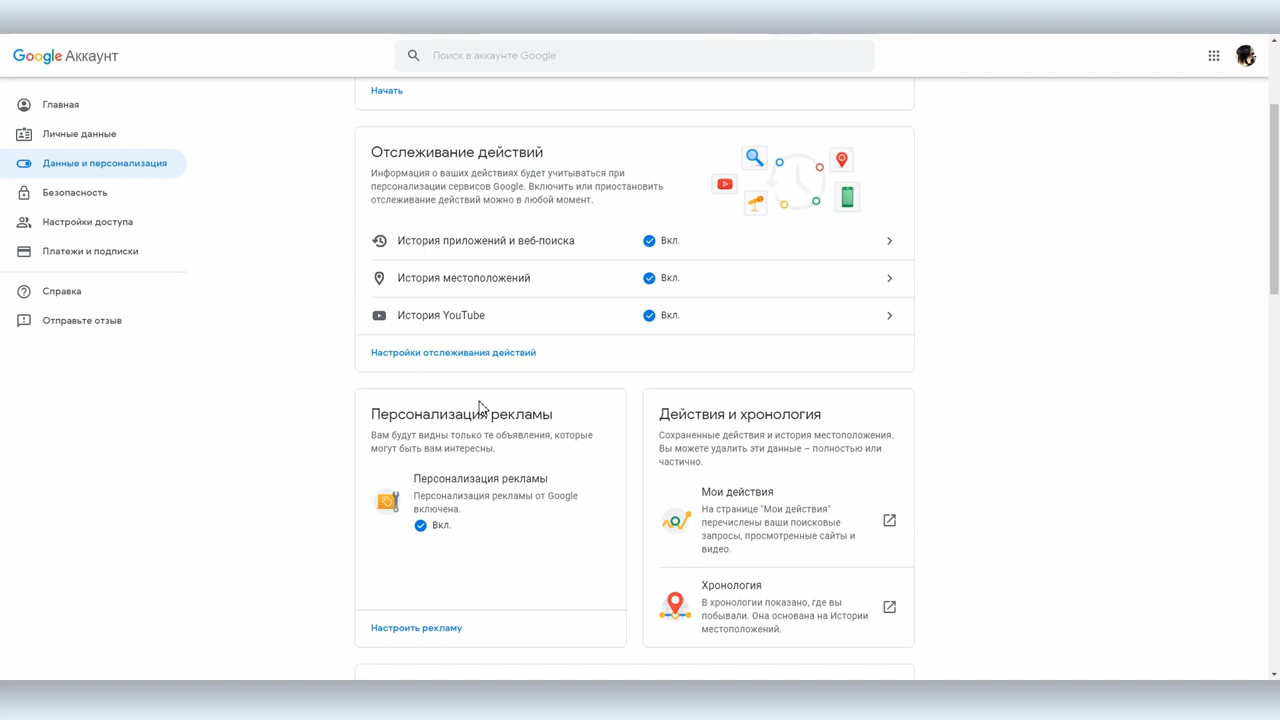 Google Аккаунт
Поиск в аккаунте Google
Главная
Личные данные
Данные и персонализация
Безопасность
Настройки доступа
Платежи и подписки
Справка
Отправьте отзыв
Начать
Отслеживание действий
Информация о ваших действиях будет учитываться при
персонализации сервисов Google. Включить или приостановить
отслеживание действий можно в любой момент.
История приложений и веб-поиска
Вкл.
История местоположений
Вкл.
История YouTube
Вкл.
Настройки отслеживания действий
Персонализация рекламы
Вам будут видны только те объявления, которые
могут быть вам интересны.
Персонализация рекламы
Персонализация рекламы от Google
включена.
Вкл.
Настроить рекламу
Действия и хронология
Сохраненные действия и история местоположения.
Вы можете удалить эти данные – полностью или
частично.
Мои действия
На странице "Мои действия"
перечислены ваши поисковые
запросы, просмотренные сайты и
видео.
Хронология
В хронологии показано, где вы
побывали. Она основана на Истории
местоположений.